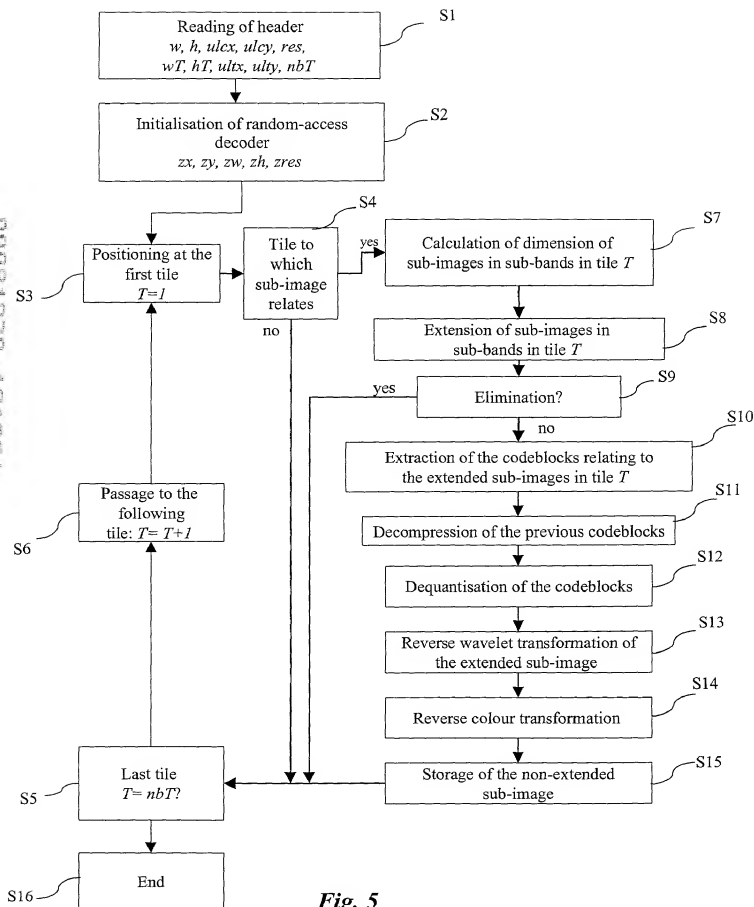 S1
Reading of header
w, h, ulcx, ulcy, res,
wT, hT, ultx, ulty, nbT
S2
Initialisation of random-access
decoder
zx, zy, zw, zh, zres
S3
Positioning at the
first tile
T=1
S4
Tile to
which
sub-image
relates
yes
no
S7
Calculation of dimension of
sub-images in sub-bands in tile T
S8
Extension of sub-images in
sub-bands in tile T
S9
Elimination?
yes
no
S10
Extraction of the codeblocks relating to
the extended sub-images in tile T
S11
Decompression of the previous codeblocks
S12
Dequantisation of the codeblocks
S13
Reverse wavelet transformation of
the extended sub-image
S14
Reverse colour transformation
S15
Storage of the non-extended
sub-image
S6
Passage to the
following
tile: T= T+1
S5
Last tile
T= nbT?
S16
End
Fig. 5